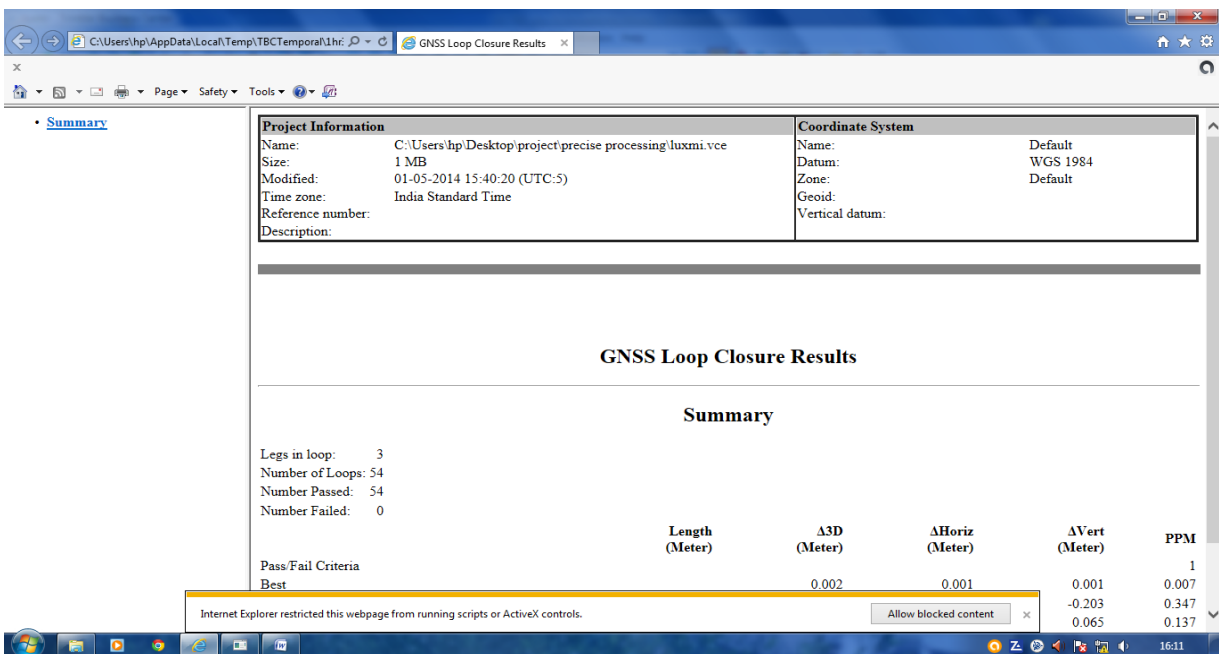 C:\Users\hp\AppData\Local\Temp\TBCTemporal\1hr
GNSS Loop Closure Results
Page Safety Tools
Summary
Project Information Coordinate System
Name: C:\Users\hp\Desktop\project\precise processing\luxmi.vce Name: Default
Size: 1 MB Datum: WGS 1984
Modified: 01-05-2014 15:40:20 (UTC:5) Zone: Default
Time zone: India Standard Time Geoid:
Reference number: Vertical datum:
Description:
GNSS Loop Closure Results
Summary
Legs in loop: 3
Number of Loops: 54
Number Passed: 54
Number Failed: 0
Length Δ3D ΔHoriz ΔVert PPM
(Meter) (Meter) (Meter) (Meter)
Pass/Fail Criteria 1
Best 0.002 0.001 0.001 0.007
-0.203 0.347
0.065 0.137
Internet Explorer restricted this webpage from running scripts or ActiveX controls. Allow blocked content
16:11